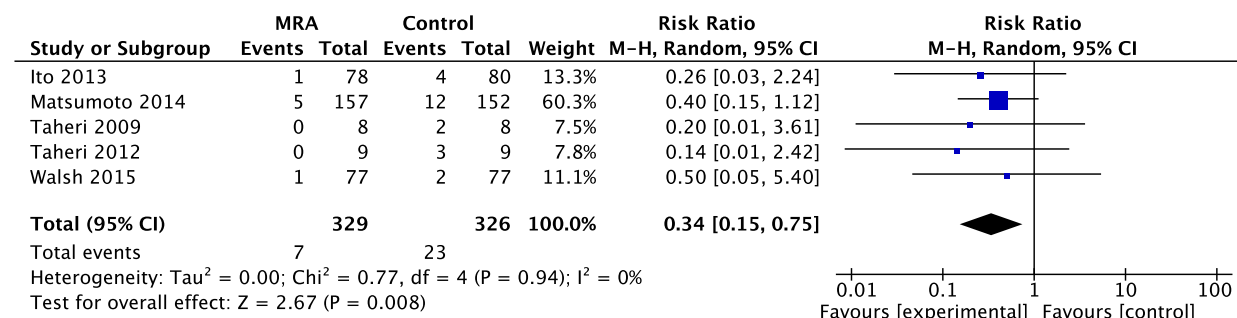 MRA Control Risk Ratio Risk Ratio
Study or Subgroup Events Total Events Total Weight M-H, Random, 95% CI M-H, Random, 95% CI
Ito 2013 1 78 4 80 13.3% 0.26 [0.03, 2.24]
Matsumoto 2014 5 157 12 152 60.3% 0.40 [0.15, 1.12]
Taheri 2009 0 8 2 8 7.5% 0.20 [0.01, 3.61]
Taheri 2012 0 9 3 9 7.8% 0.14 [0.01, 2.42]
Walsh 2015 1 77 2 77 11.1% 0.50 [0.05, 5.40]
Total (95% CI) 329 326 100.0% 0.34 [0.15, 0.75]
Total events 7 23
Heterogeneity: Tau² = 0.00; Chi² = 0.77, df = 4 (P = 0.94); I² = 0%
Test for overall effect: Z = 2.67 (P = 0.008)
0.01 0.1 1 10 100
Favours [experimental] Favours [control]